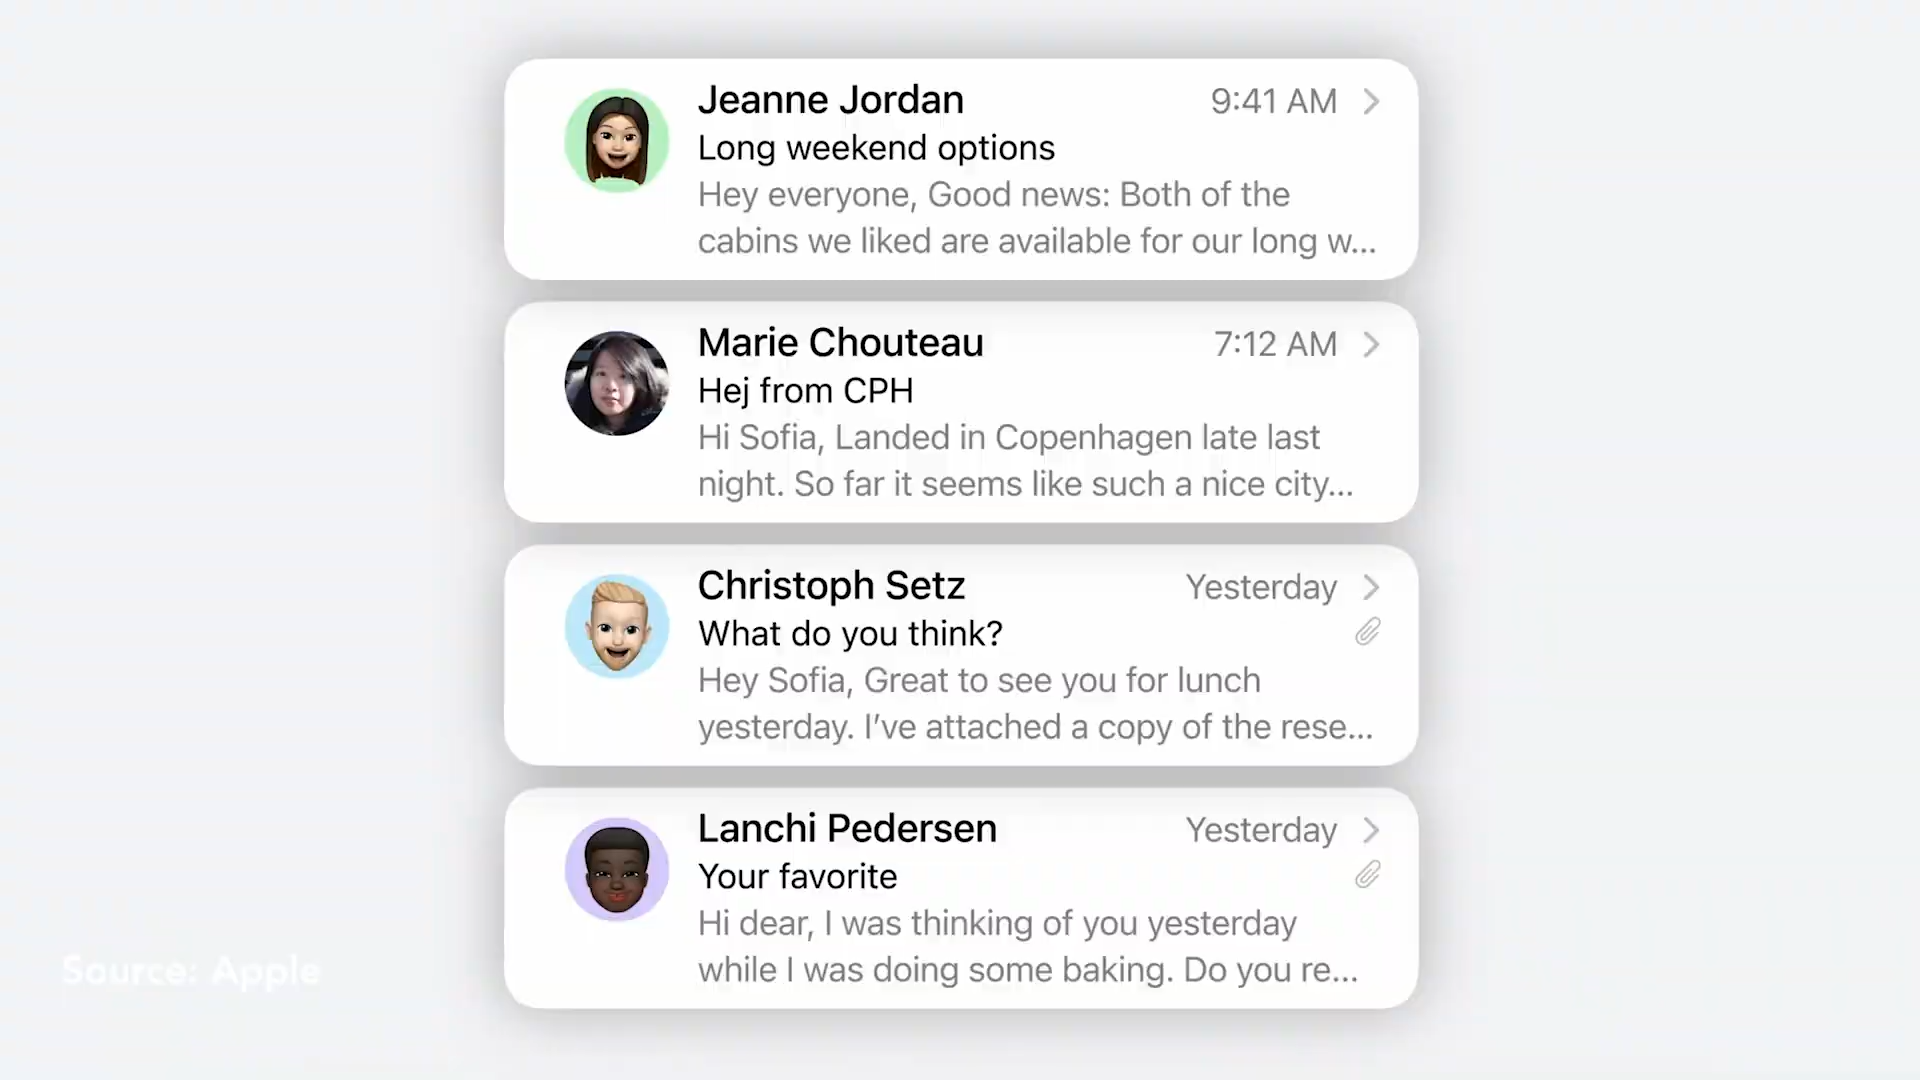 Jeanne Jordan
9:41 AM
Long weekend options
Hey everyone, Good news: Both of the
cabins we liked are available for our long w...
Marie Chouteau
7:12 AM
Hej from CPH
Hi Sofia, Landed in Copenhagen late last
night. So far it seems like such a nice city...
Christoph Setz
Yesterday
What do you think?
Hey Sofia, Great to see you for lunch
yesterday. I’ve attached a copy of the rese...
Lanchi Pedersen
Yesterday
Your favorite
Hi dear, I was thinking of you yesterday
while I was doing some baking. Do you re...
Source: Apple